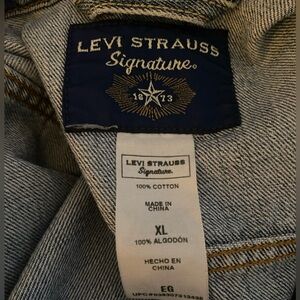 LEVI STRAUSS
Signature
18 73
LEVI STRAUSS
Signature
100% COTTON
MADE IN
CHINA
XL
100% ALGODÓN
HECHO EN
CHINA
EG